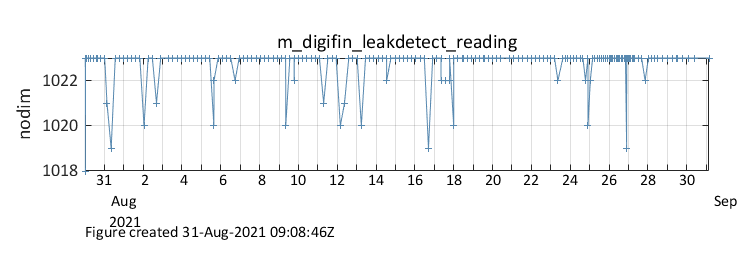 m_digifin_leakdetect_reading
nodim
1022
1020
1018
31 2 4 6 8 10 12 14 16 18 20 22 24 26 28 30
Aug Sep
2021
Figure created 31-Aug-2021 09:08:46Z